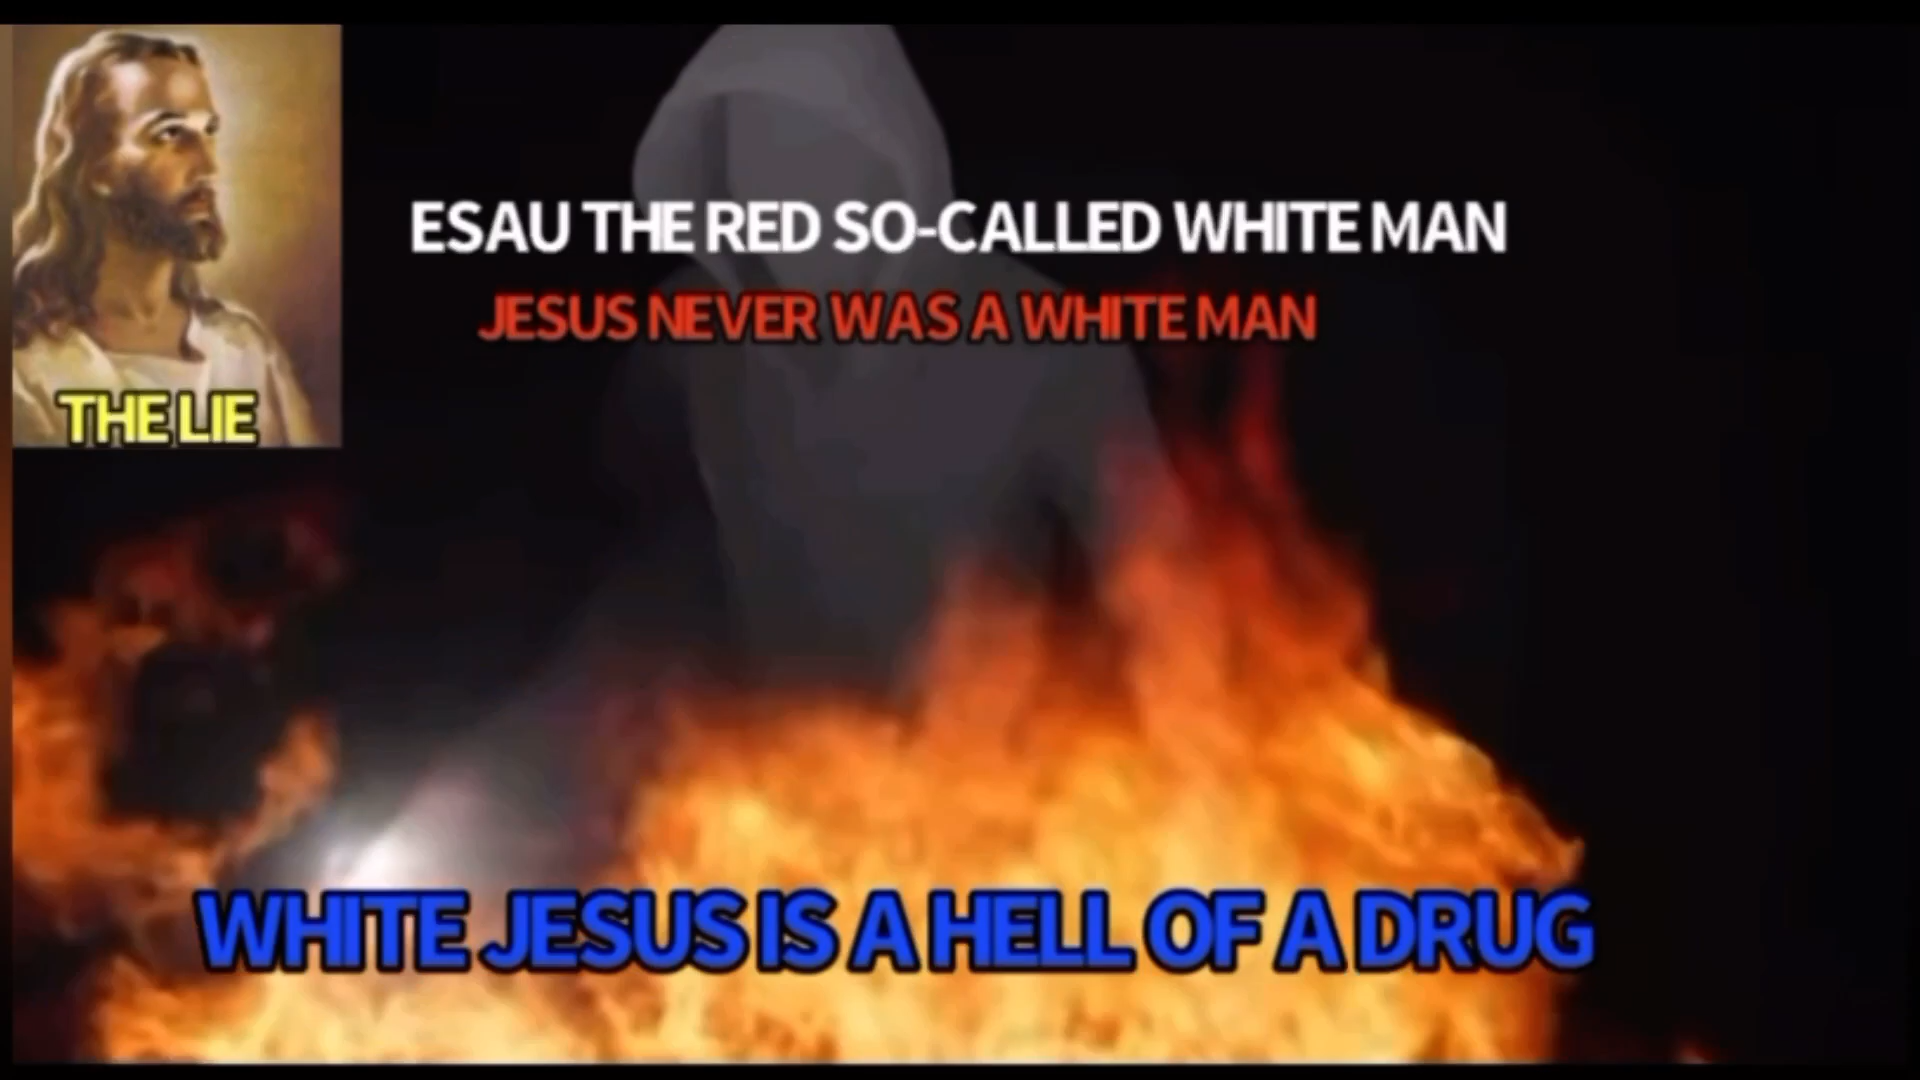 ESAU THE RED SO-CALLED WHITE MAN
JESUS NEVER WAS A WHITE MAN
THE LIE
WHITE JESUS IS A HELL OF A DRUG